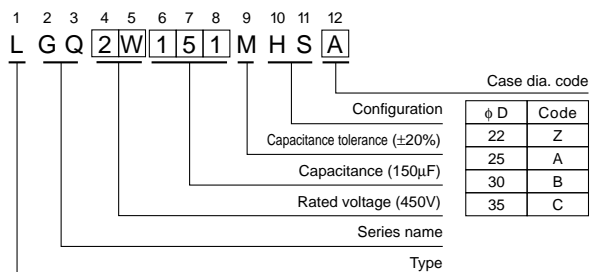 1 2 3 4 5 6 7 8 9 10 11 12
L G Q 2 W 1 5 1 M H S A
Case dia. code
Configuration
Capacitance tolerance (±20%)
Capacitance (150μF)
Rated voltage (450V)
Series name
Type
φ D Code
22 Z
25 A
30 B
35 C